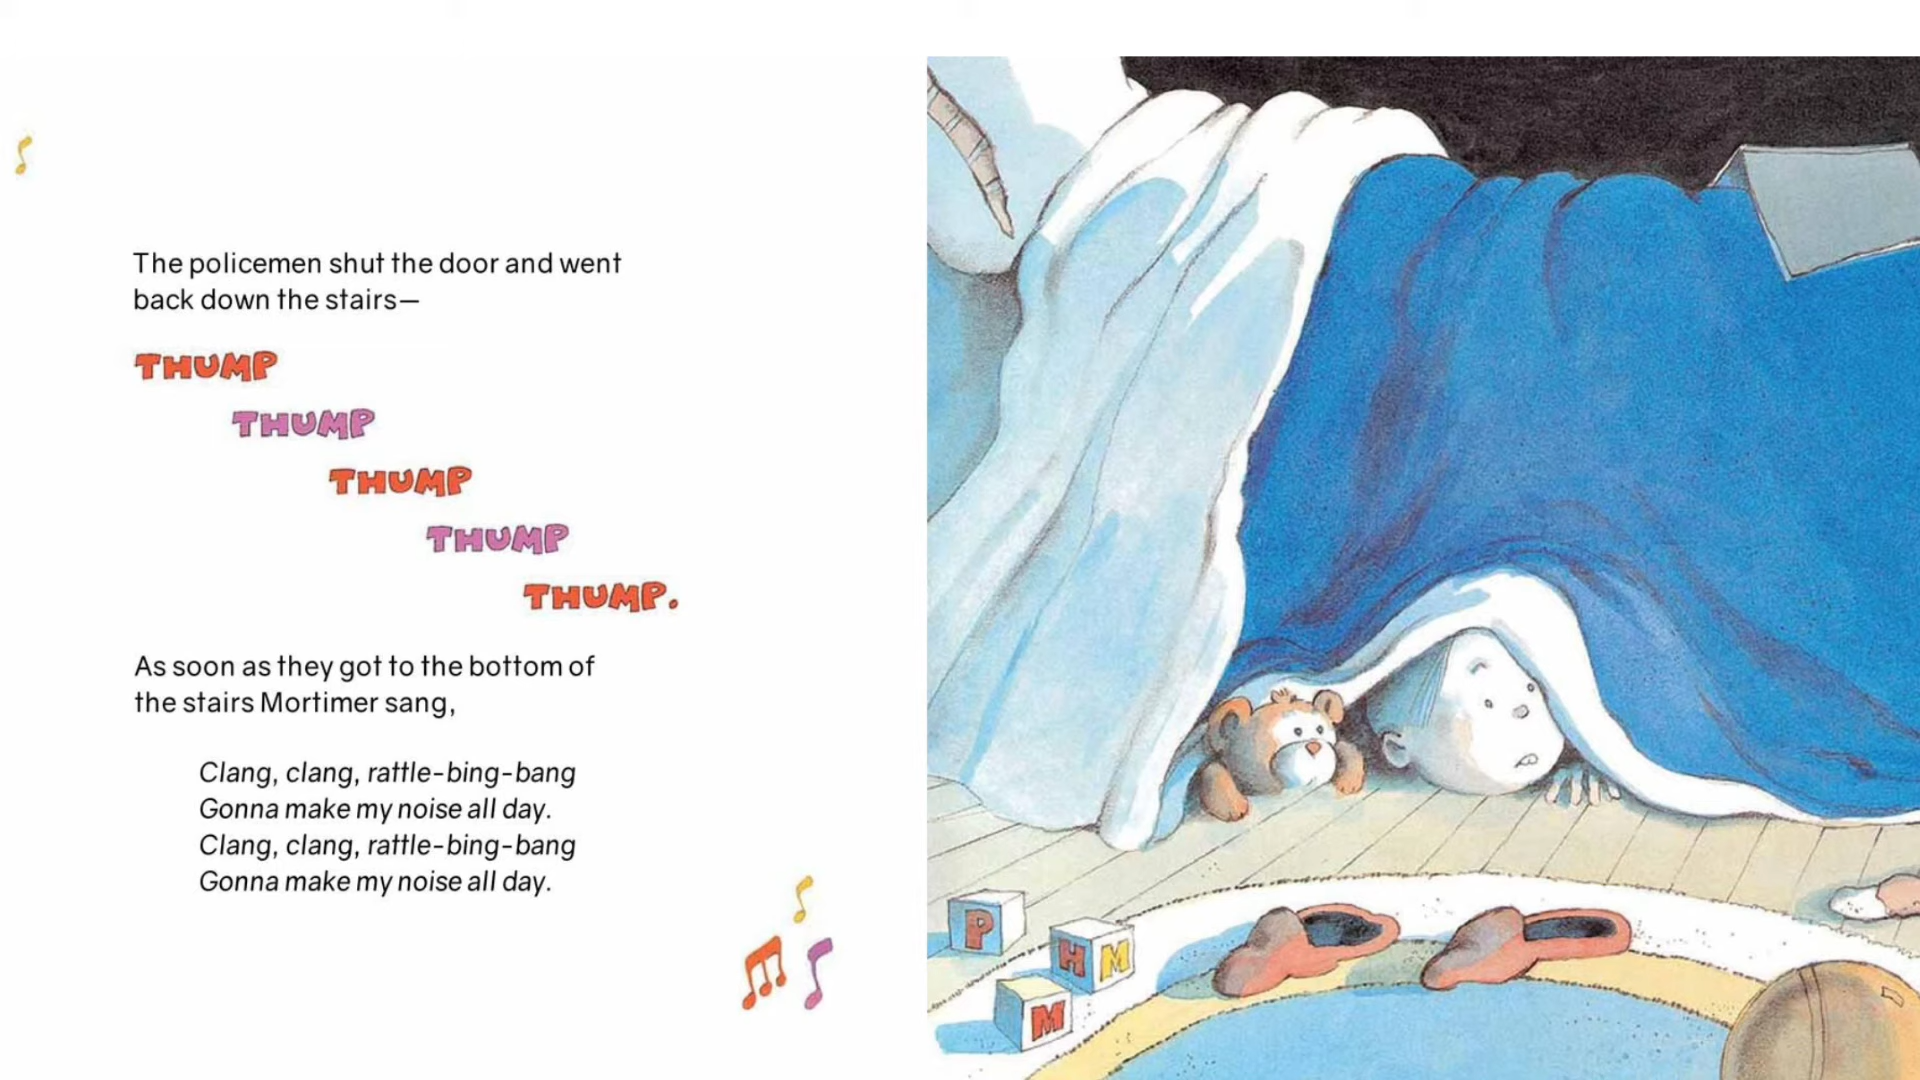 The policemen shut the door and went
back down the stairs—
THUMP
THUMP
THUMP
THUMP
THUMP.
As soon as they got to the bottom of
the stairs Mortimer sang,
Clang, clang, rattle-bing-bang
Gonna make my noise all day.
Clang, clang, rattle-bing-bang
Gonna make my noise all day.
P
H M
M